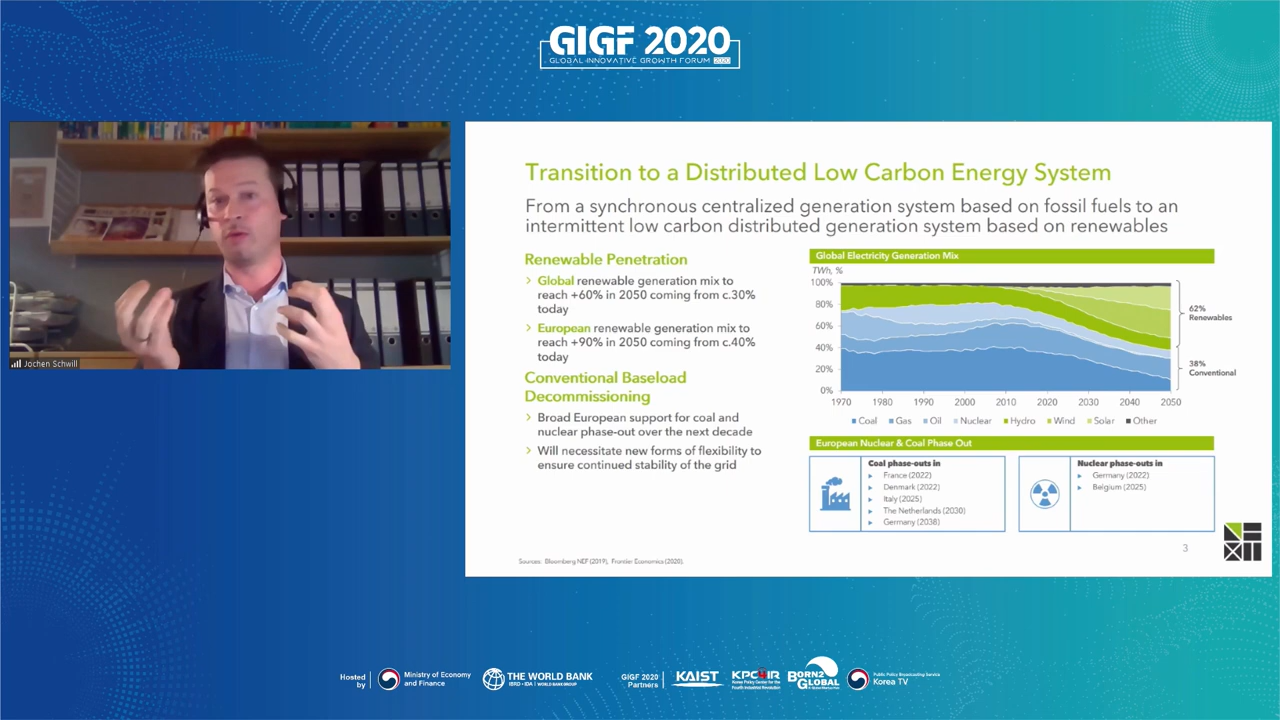 GIGF 2020
GLOBAL INNOVATIVE GROWTH FORUM 2020
Jochen Schwill
Transition to a Distributed Low Carbon Energy System
From a synchronous centralized generation system based on fossil fuels to an
intermittent low carbon distributed generation system based on renewables
Renewable Penetration
Global renewable generation mix to
reach +60% in 2050 coming from c.30%
today
European renewable generation mix to
reach +90% in 2050 coming from c.40%
today
Conventional Baseload
Decommissioning
Broad European support for coal and
nuclear phase-out over the next decade
Will necessitate new forms of flexibility to
ensure continued stability of the grid
Global Electricity Generation Mix
TWh, %
100%
80%
60%
40%
20%
0%
1970 1980 1990 2000 2010 2020 2030 2040 2050
62%
Renewables
38%
Conventional
Coal Gas Oil Nuclear Hydro Wind Solar Other
European Nuclear & Coal Phase Out
Coal phase-outs in
France (2022)
Denmark (2022)
Italy (2025)
The Netherlands (2030)
Germany (2038)
Nuclear phase-outs in
Germany (2022)
Belgium (2025)
Sources: Bloomberg NEF (2019), Frontier Economics (2020).
3
NEXT
Hosted
by
Ministry of Economy
and Finance
THE WORLD BANK
IBRD • IDA | WORLD BANK GROUP
GIGF 2020
Partners
KAIST
KPC4IR
Korea Policy Center for the
Fourth Industrial Revolution
BORN2
GLOBAL
Public Policy Broadcasting Service
Korea TV